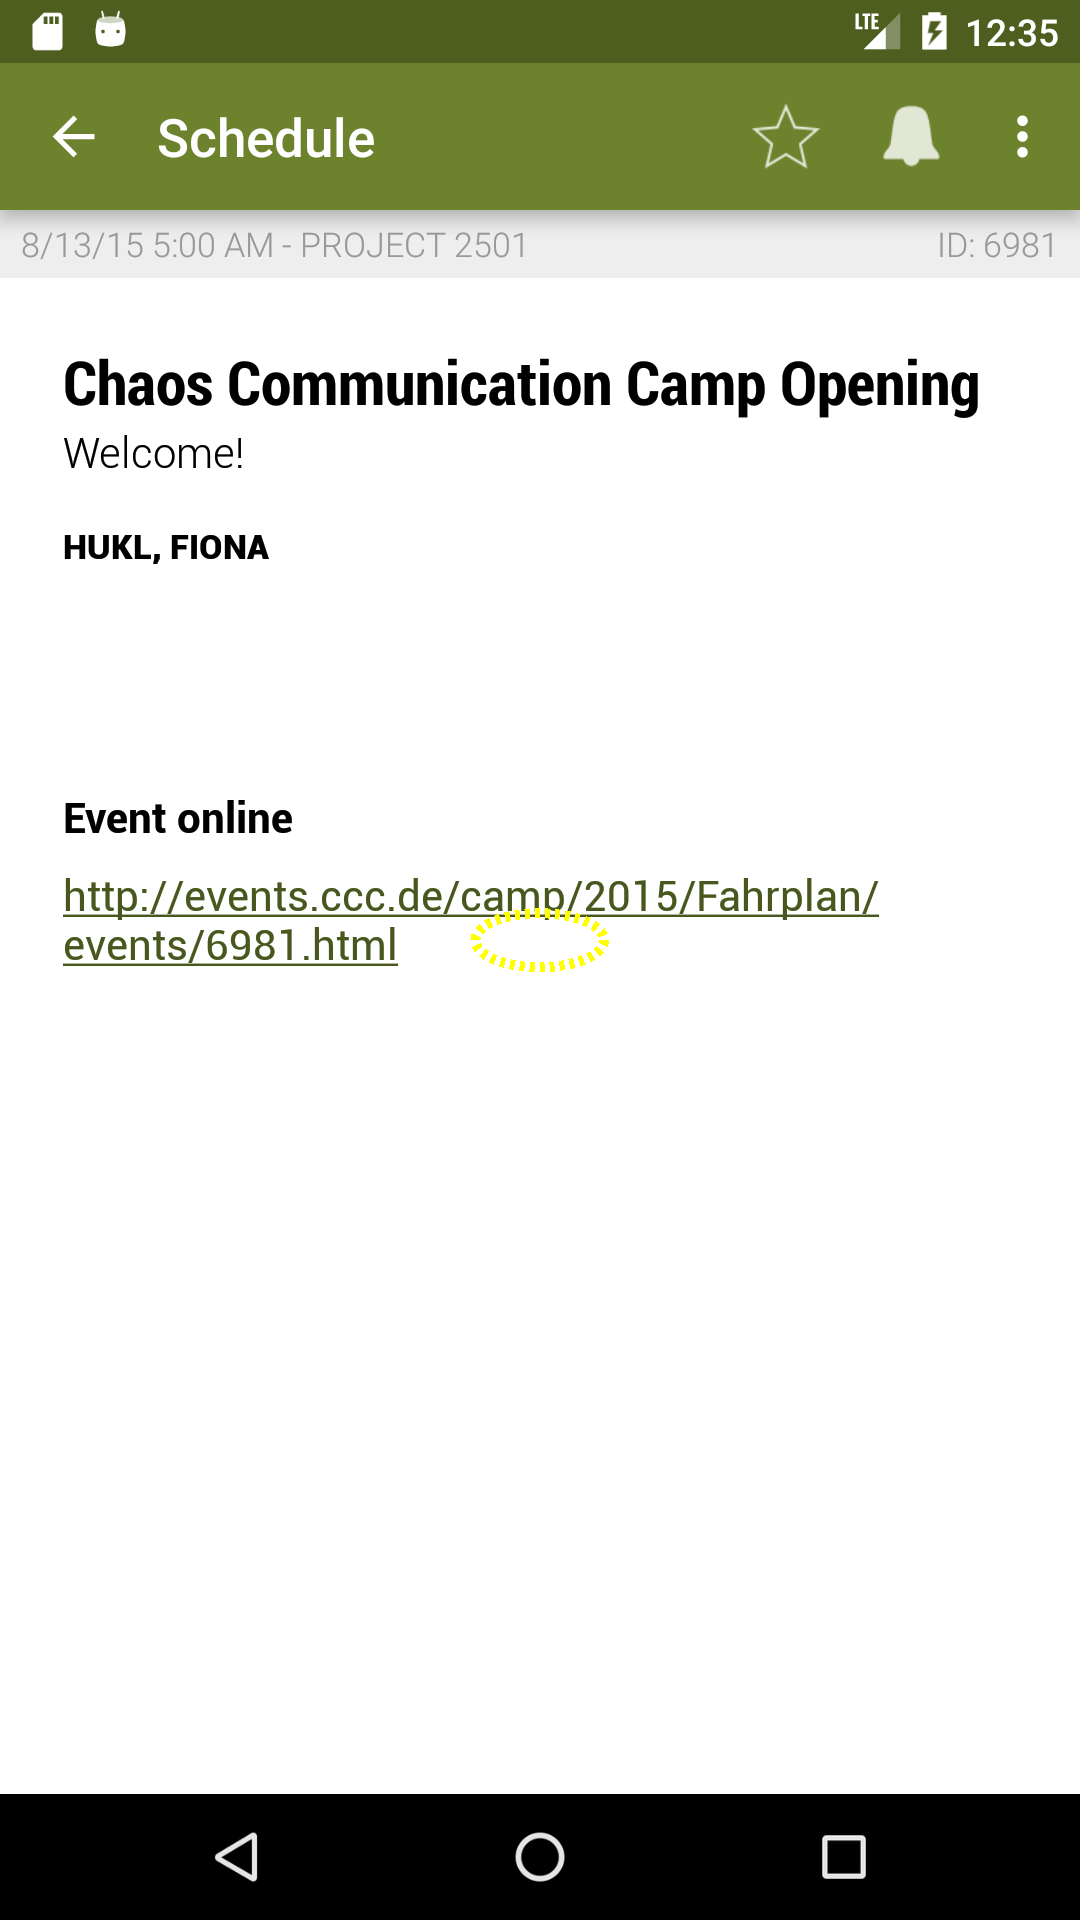 LTE 12:35
Schedule
8/13/15 5:00 AM - PROJECT 2501 ID: 6981
Chaos Communication Camp Opening
Welcome!
HUKL, FIONA
Event online
http://events.ccc.de/camp/2015/Fahrplan/
events/6981.html